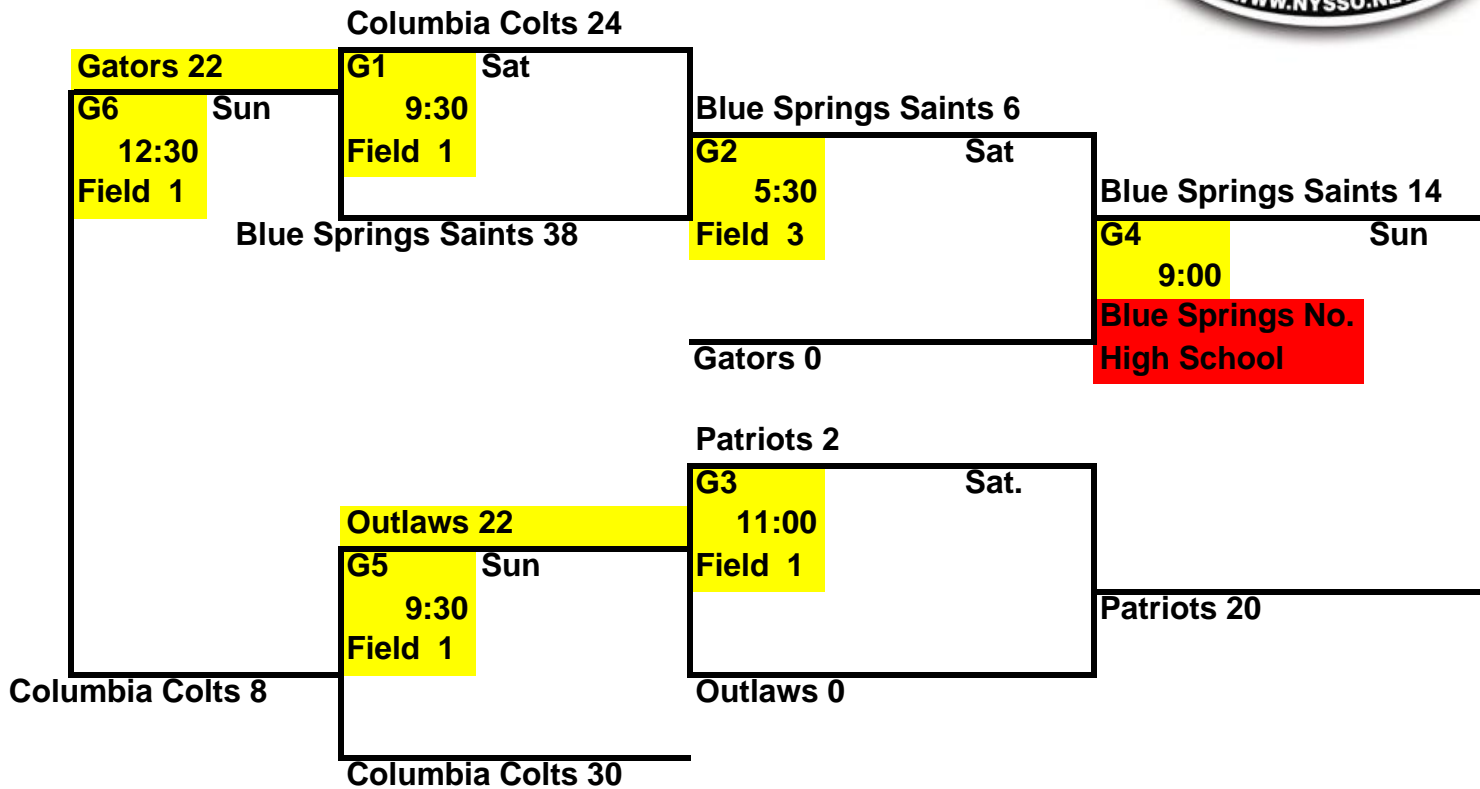 WWW.NYSSO.NE
Columbia Colts 24
Gators 22
G1 Sat
G6 Sun
9:30
Blue Springs Saints 6
12:30
Field 1
G2 Sat
Field 1
5:30
Blue Springs Saints 14
Blue Springs Saints 38
Field 3
G4 Sun
9:00
Blue Springs No.
High School
Gators 0
Patriots 2
G3 Sat.
Outlaws 22
11:00
G5 Sun
Field 1
9:30
Patriots 20
Field 1
Columbia Colts 8
Outlaws 0
Columbia Colts 30